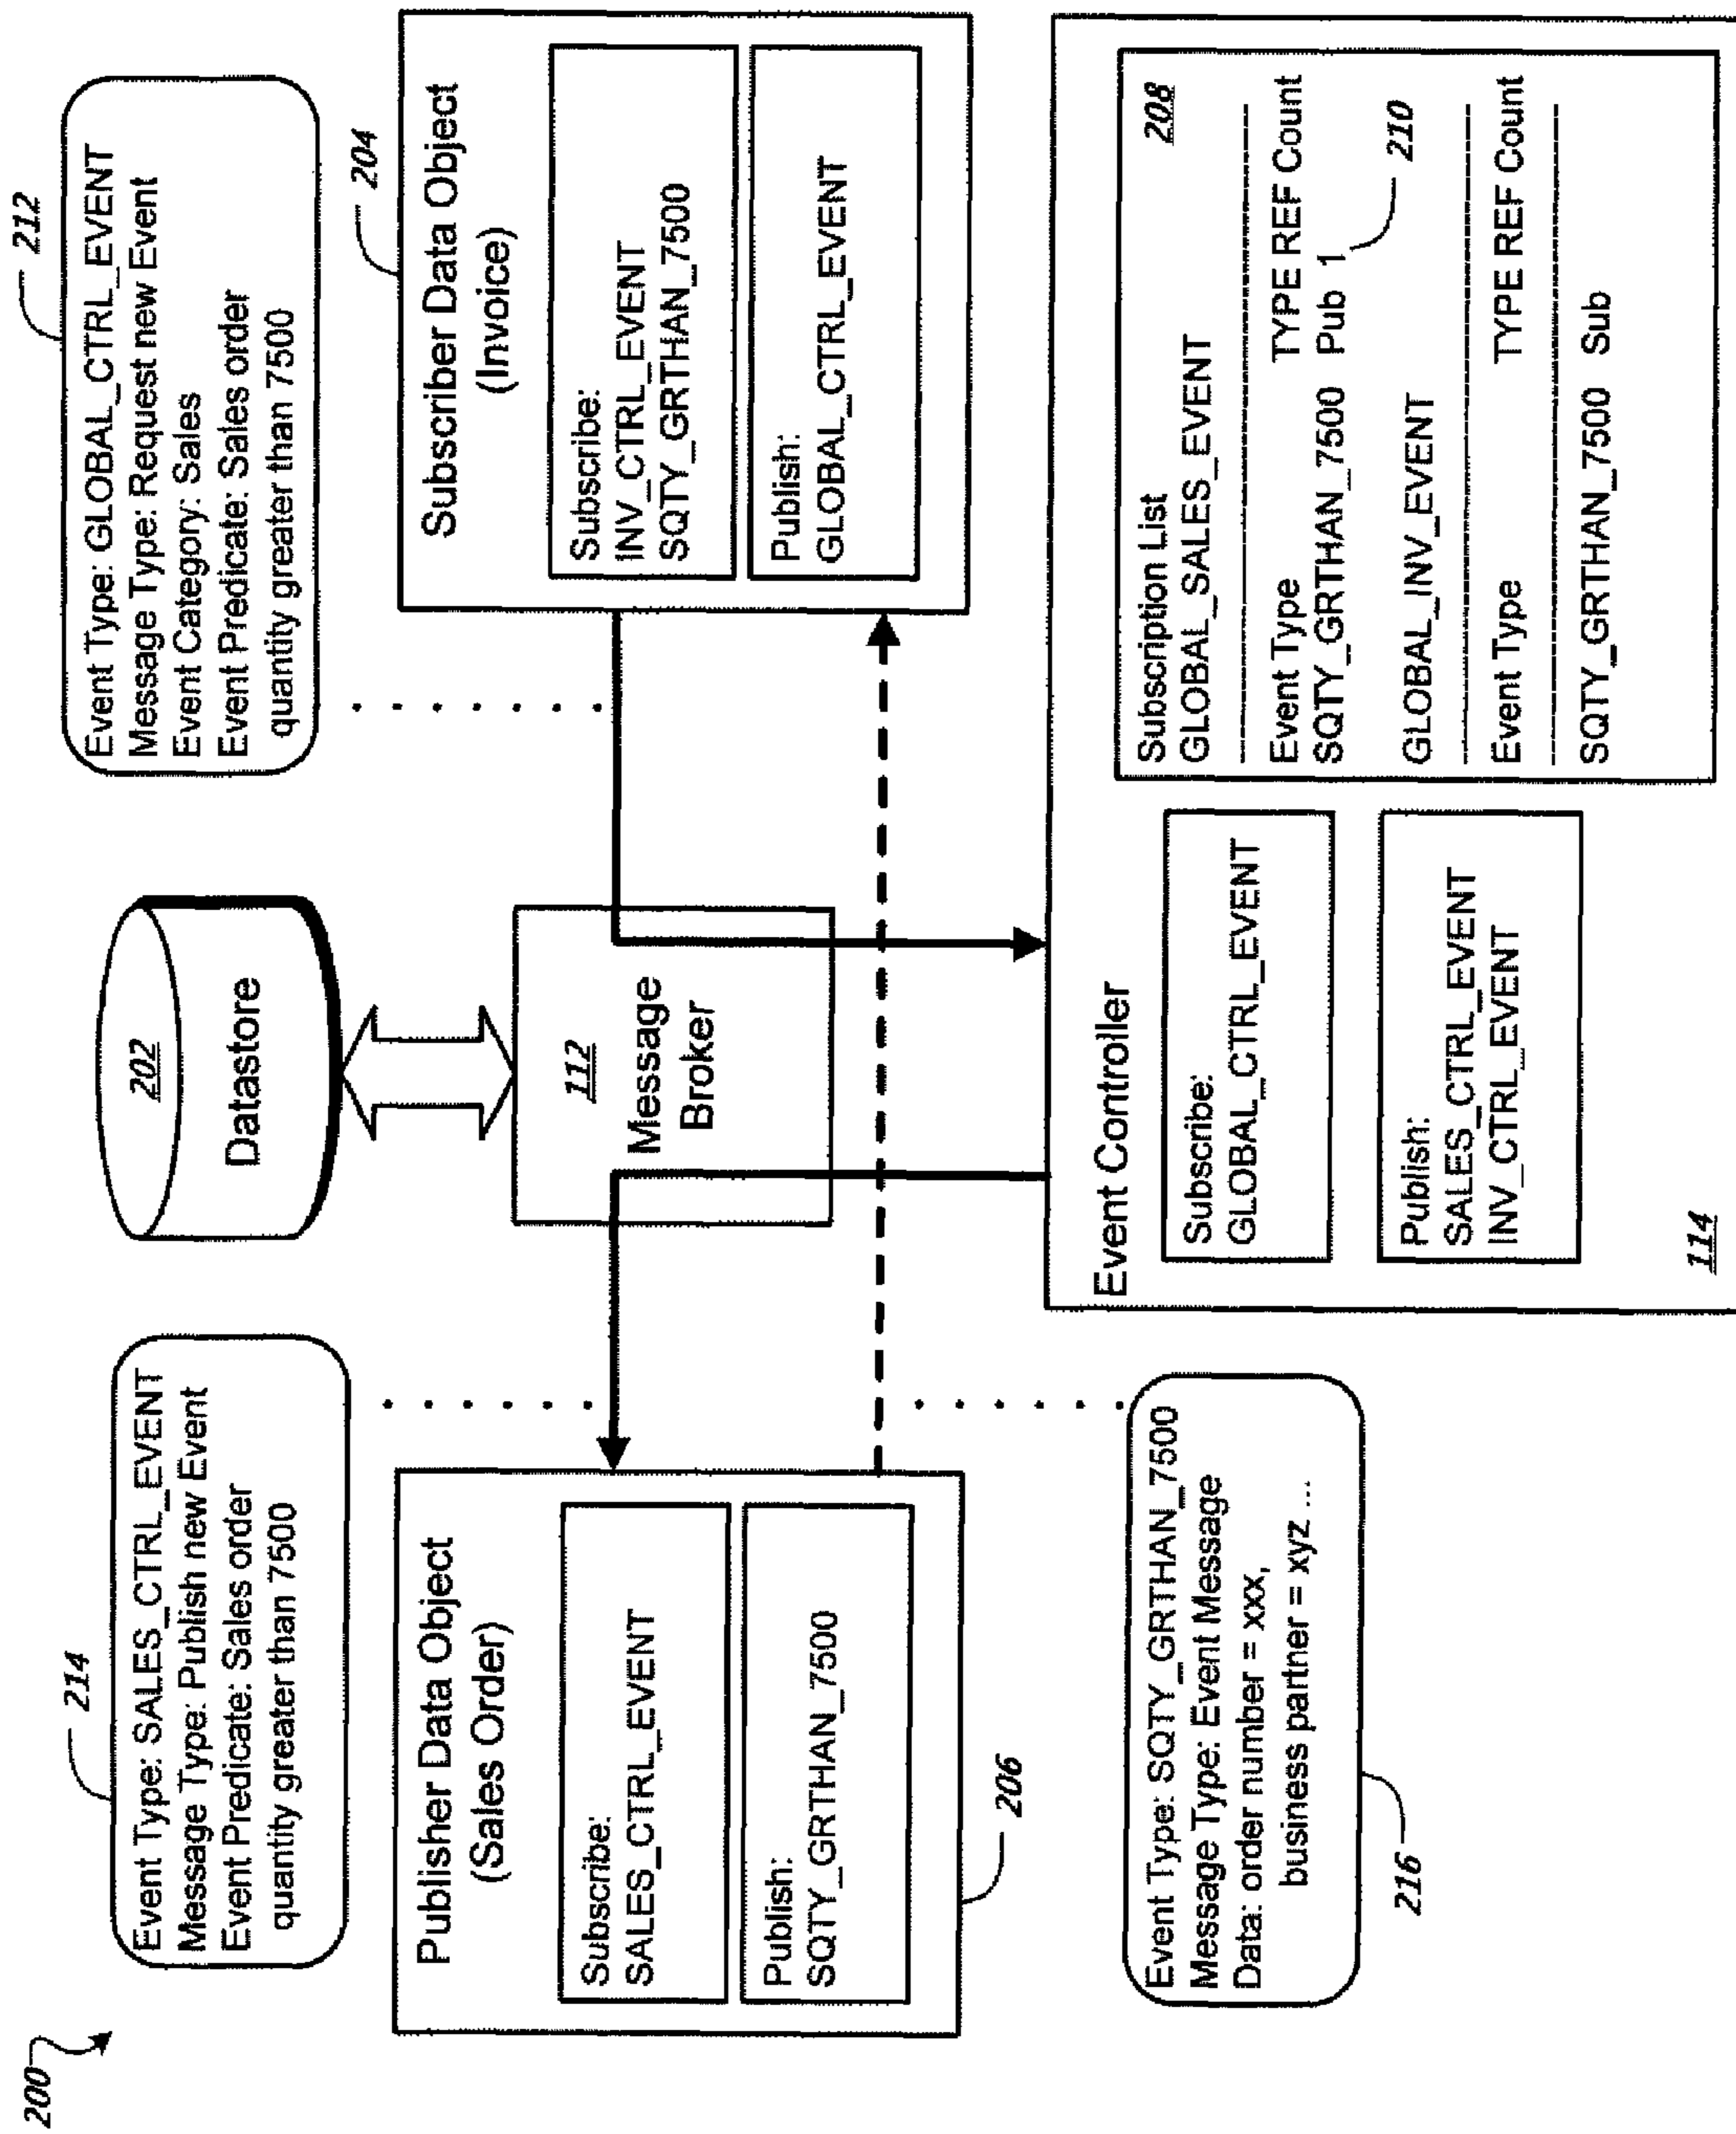 200
214
Event Type: SALES_CTRL_EVENT
Message Type: Publish new Event
Event Predicate: Sales order
quantity greater than 7500
202
Datastore
212
Event Type: GLOBAL_CTRL_EVENT
Message Type: Request new Event
Event Category: Sales
Event Predicate: Sales order
quantity greater than 7500
Publisher Data Object
(Sales Order)
Subscribe:
SALES_CTRL_EVENT
Publish:
SQTY_GRTHAN_7500
206
112
Message
Broker
204
Subscriber Data Object
(Invoice)
Subscribe:
INV_CTRL_EVENT
SQTY_GRTHAN_7500
Publish:
GLOBAL_CTRL_EVENT
Event Type: SQTY_GRTHAN_7500
Message Type: Event Message
Data: order number = xxx,
business partner = xyz ...
216
Event Controller
Subscribe:
GLOBAL_CTRL_EVENT
Publish:
SALES_CTRL_EVENT
INV_CTRL_EVENT
114
Subscription List 208
GLOBAL_SALES_EVENT
Event Type TYPE REF Count
SQTY_GRTHAN_7500 Pub 1
210
GLOBAL_INV_EVENT
Event Type TYPE REF Count
SQTY_GRTHAN_7500 Sub